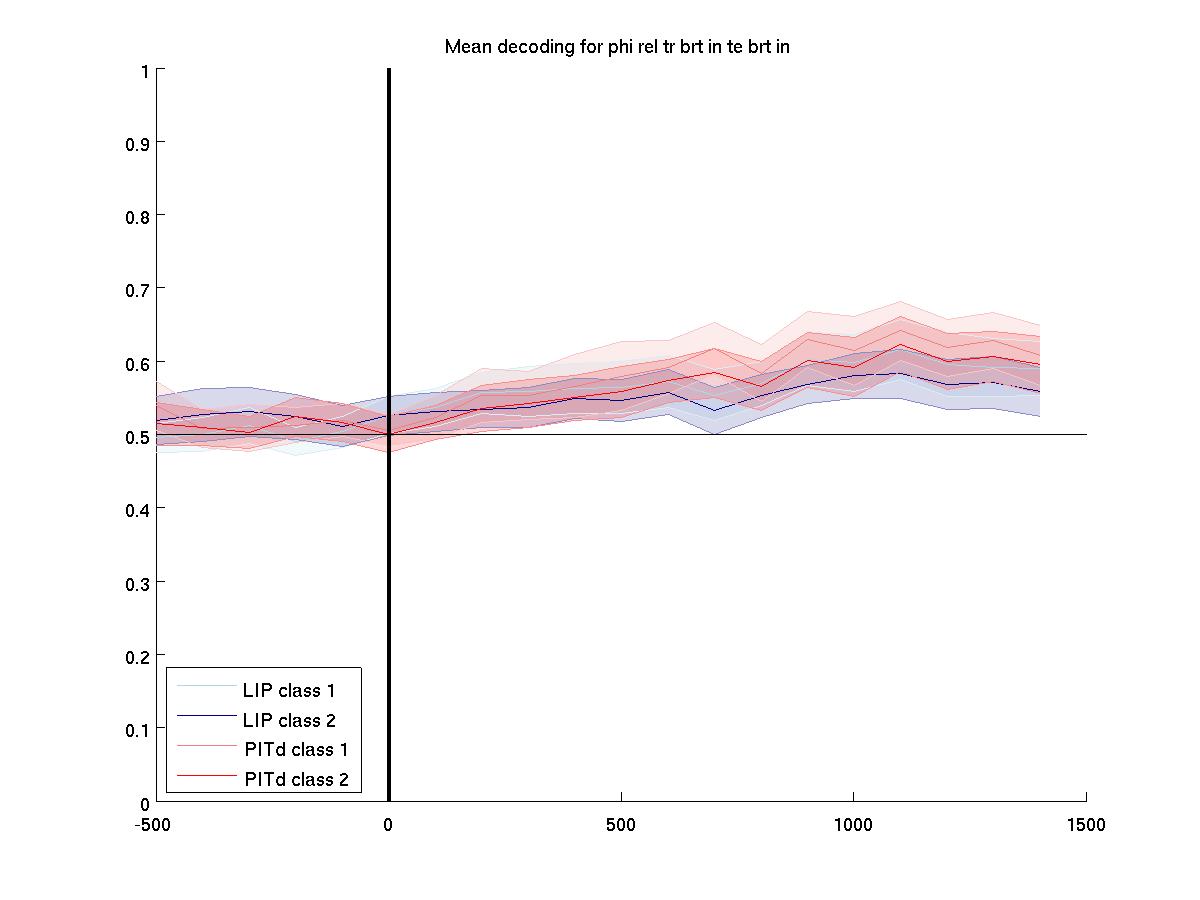 Mean decoding for phi rel tr brt in te brt in
1
0.9
0.8
0.7
0.6
0.5
0.4
0.3
0.2
0.1
0
LIP class 1
LIP class 2
PITd class 1
PITd class 2
-500 0 500 1000 1500